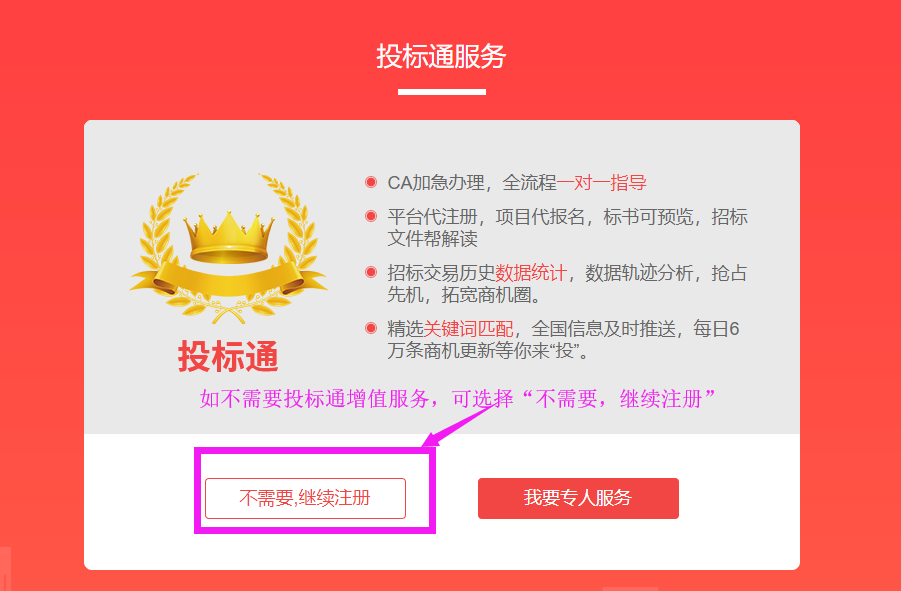 投标通服务
CA加急办理，全流程一对一指导
平台代注册，项目代报名，标书可预览，招标
文件帮解读
招标交易历史数据统计，数据轨迹分析，抢占
先机，拓宽商机圈。
精选关键词匹配，全国信息及时推送，每日6
万条商机更新等你来“投”。
投标通
如不需要投标通增值服务，可选择“不需要，继续注册”
不需要,继续注册
我要专人服务